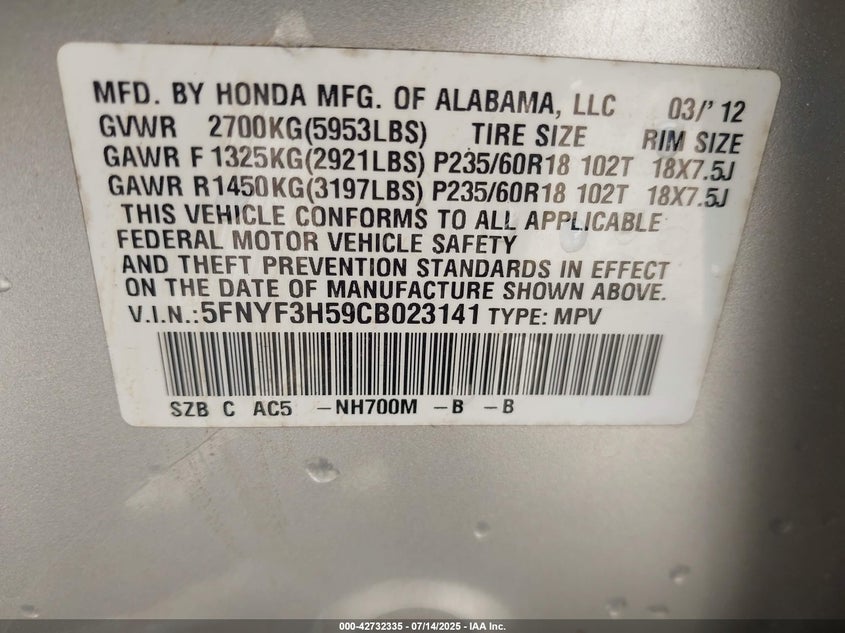 MFD. BY HONDA MFG. OF ALABAMA, LLC 03/'12
GVWR 2700KG(5953LBS) TIRE SIZE RIM SIZE
GAWR F1325KG(2921LBS) P235/60R18 102T 18X7.5J
GAWR R1450KG(3197LBS) P235/60R18 102T 18X7.5J
THIS VEHICLE CONFORMS TO ALL APPLICABLE
FEDERAL MOTOR VEHICLE SAFETY
AND THEFT PREVENTION STANDARDS IN EFFECT
ON THE DATE OF MANUFACTURE SHOWN ABOVE.
V.I.N.:5FNYF3H59CB023141 TYPE: MPV
SZB C AC5 -NH700M -B -B
000-42732335 - 07/14/2025 - IAA Inc.